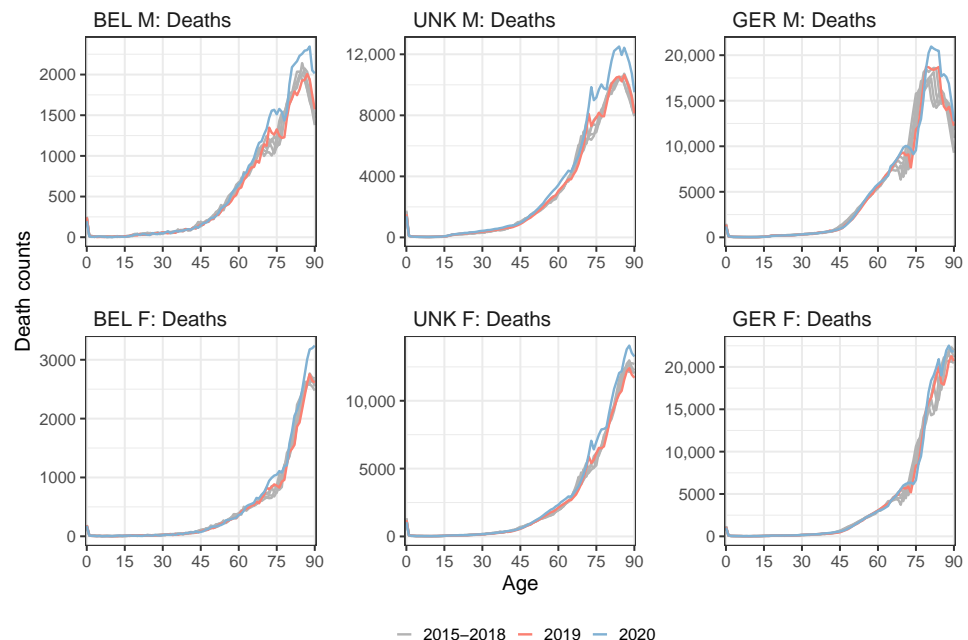 BEL M: Deaths
UNK M: Deaths
GER M: Deaths
2000
1500
1000
500
0
0 15 30 45 60 75 90
12,000
8000
4000
0
0 15 30 45 60 75 90
20,000
15,000
10,000
5000
0
0 15 30 45 60 75 90
Death counts
BEL F: Deaths
UNK F: Deaths
GER F: Deaths
3000
2000
1000
0
0 15 30 45 60 75 90
10,000
5000
0
0 15 30 45 60 75 90
20,000
15,000
10,000
5000
0
0 15 30 45 60 75 90
Age
2015−2018 2019 2020